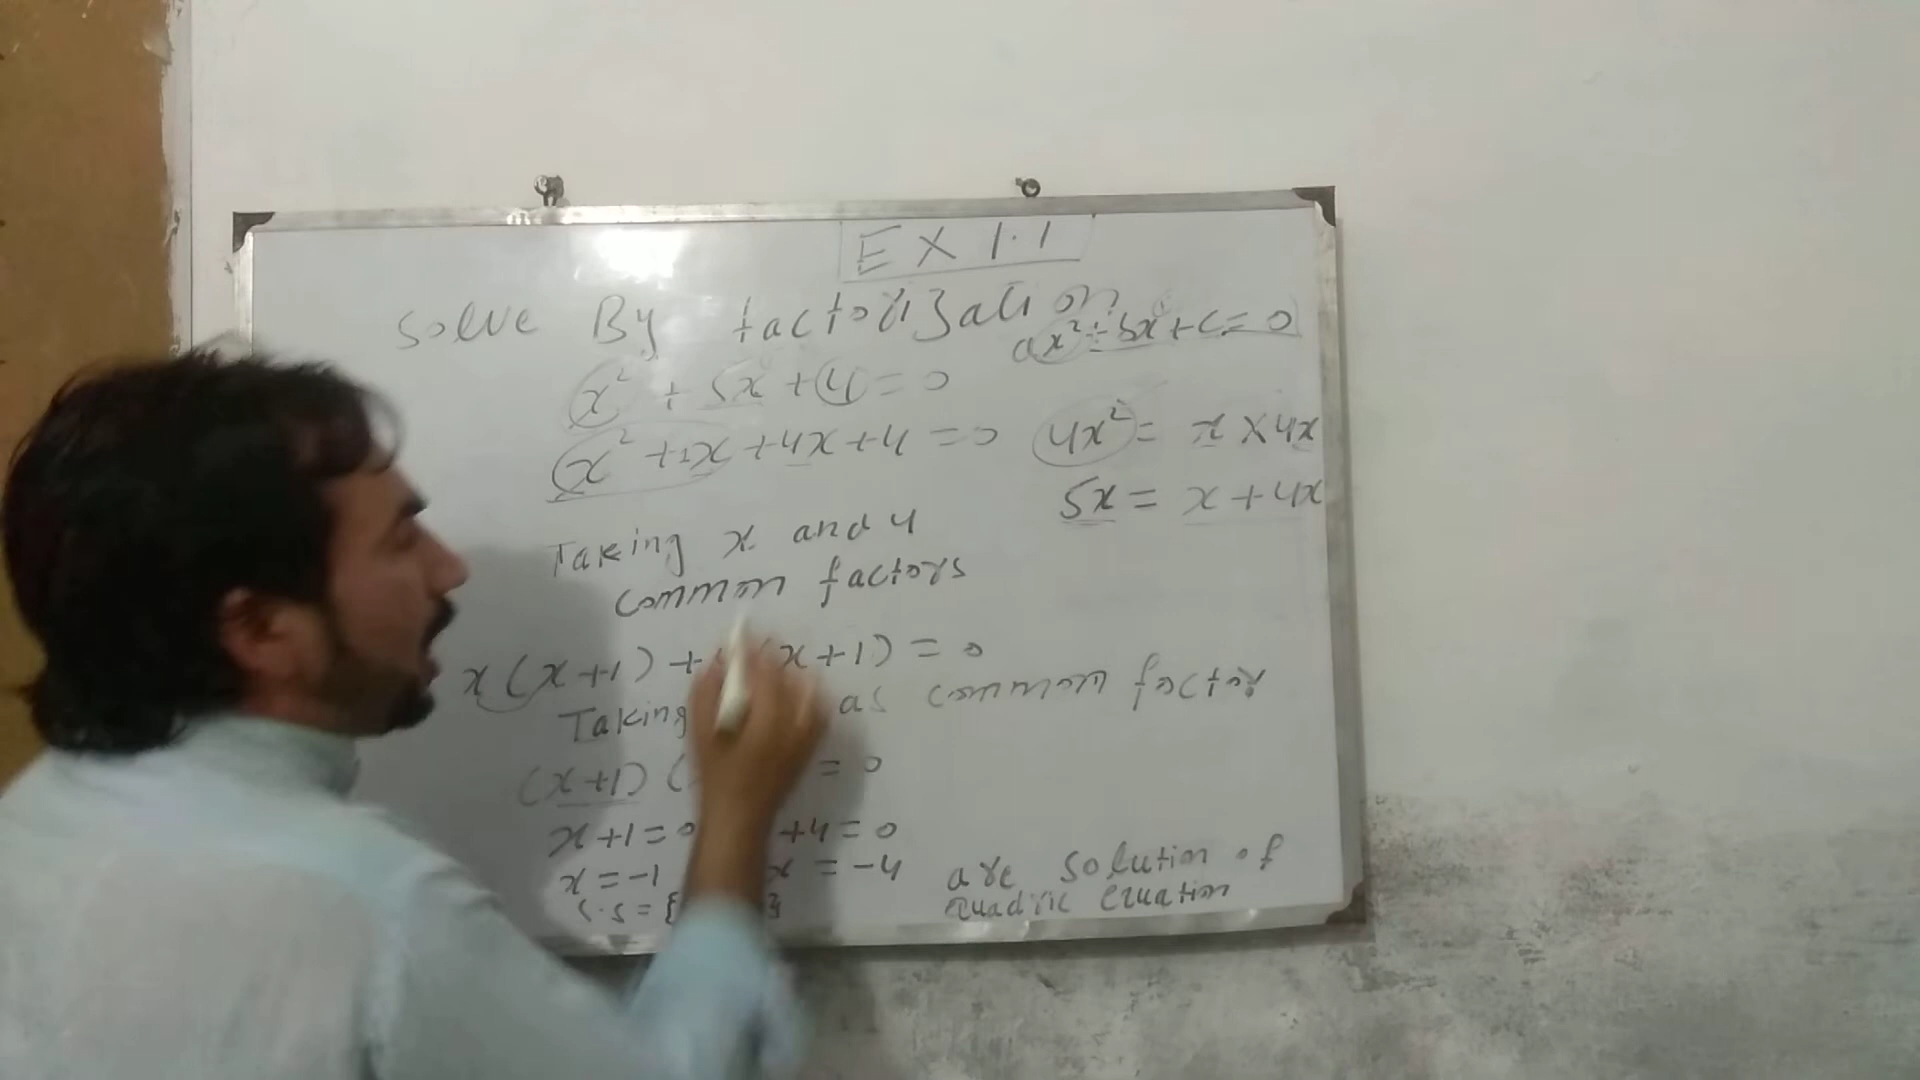 EX 1.1
Solve By factorization
ax² + bx + c = 0
x² + 5x + 4 = 0
x² + 1x + 4x + 4 = 0
4x² = x × 4x
5x = x + 4x
Taking x and 4
common factors
x(x+1) + (x+1) = 0
Taking as common factor
(x+1) ( = 0
x+1=0 +4=0
x=-1 x = -4
are solution of
S.S = { }
Quadric equation